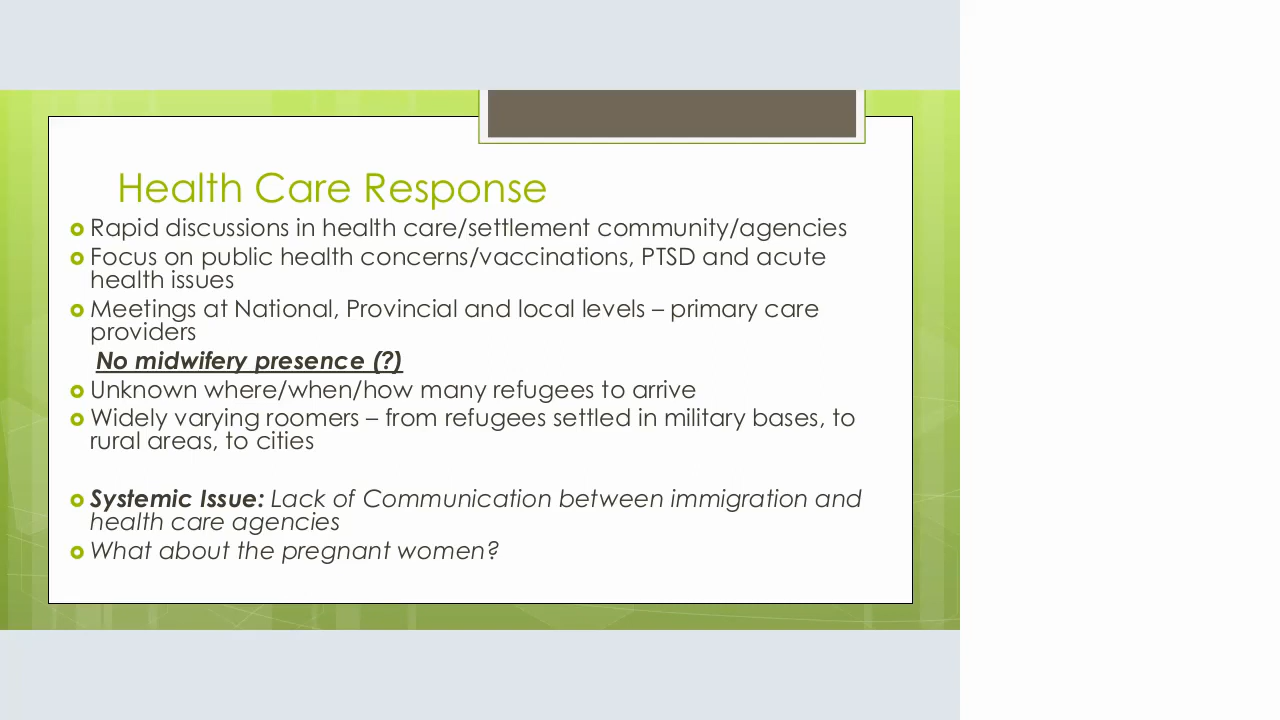 Health Care Response
Rapid discussions in health care/settlement community/agencies
Focus on public health concerns/vaccinations, PTSD and acute
health issues
Meetings at National, Provincial and local levels – primary care
providers
No midwifery presence (?)
Unknown where/when/how many refugees to arrive
Widely varying roomers – from refugees settled in military bases, to
rural areas, to cities
Systemic Issue: Lack of Communication between immigration and
health care agencies
What about the pregnant women?